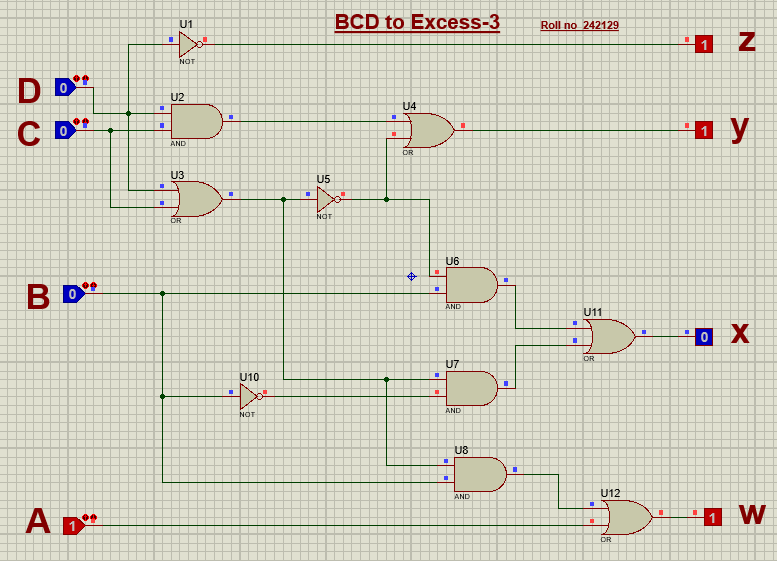 BCD to Excess-3 Roll no 242129
U1
NOT
1 z
D 0
U2
AND
C 0
U4
OR
1 y
U3
OR
U5
NOT
U6
AND
B 0
U11
OR
0 x
U7
AND
U10
NOT
U8
AND
U12
OR
A 1
1 w